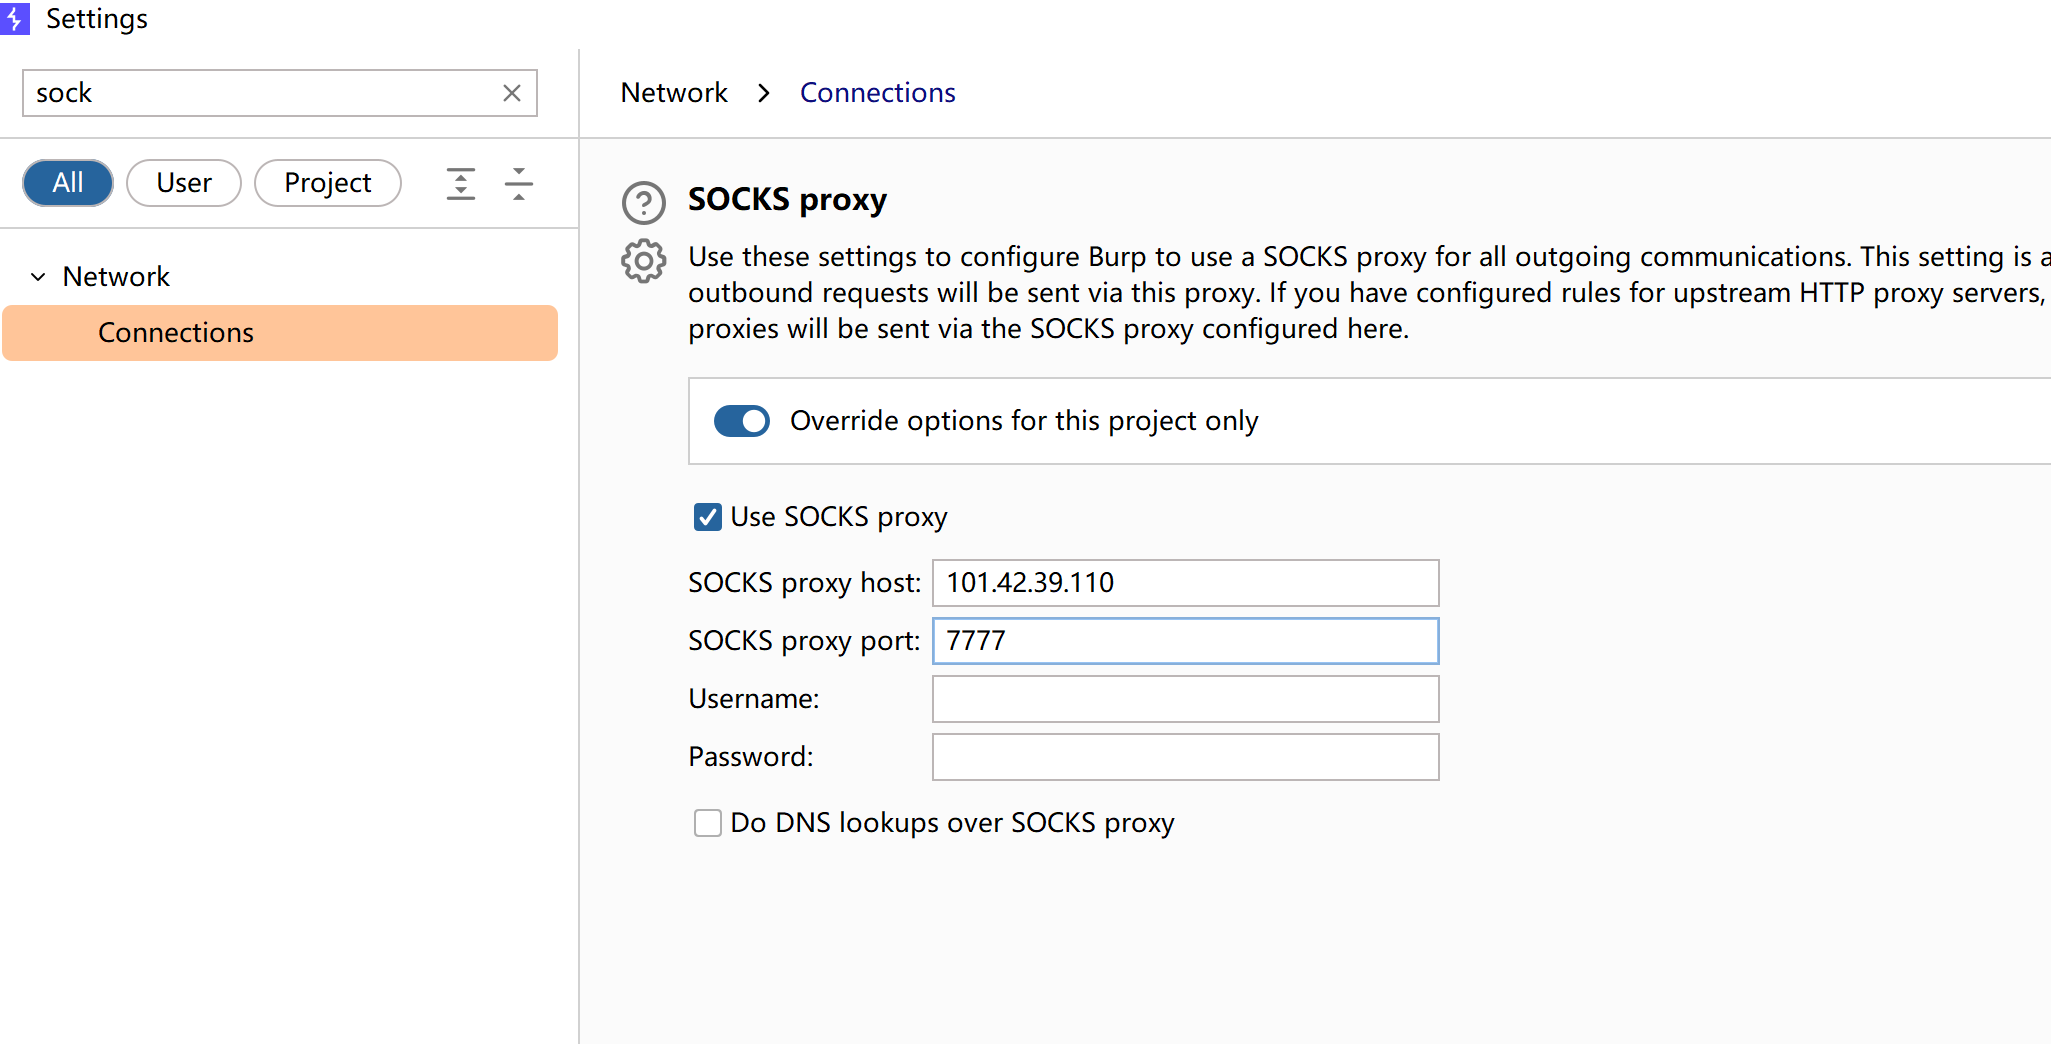 Settings
sock
All
User
Project
Network
Connections
Network
Connections
SOCKS proxy
Use these settings to configure Burp to use a SOCKS proxy for all outgoing communications. This setting is a
outbound requests will be sent via this proxy. If you have configured rules for upstream HTTP proxy servers,
proxies will be sent via the SOCKS proxy configured here.
Override options for this project only
Use SOCKS proxy
SOCKS proxy host: 101.42.39.110
SOCKS proxy port: 7777
Username:
Password:
Do DNS lookups over SOCKS proxy